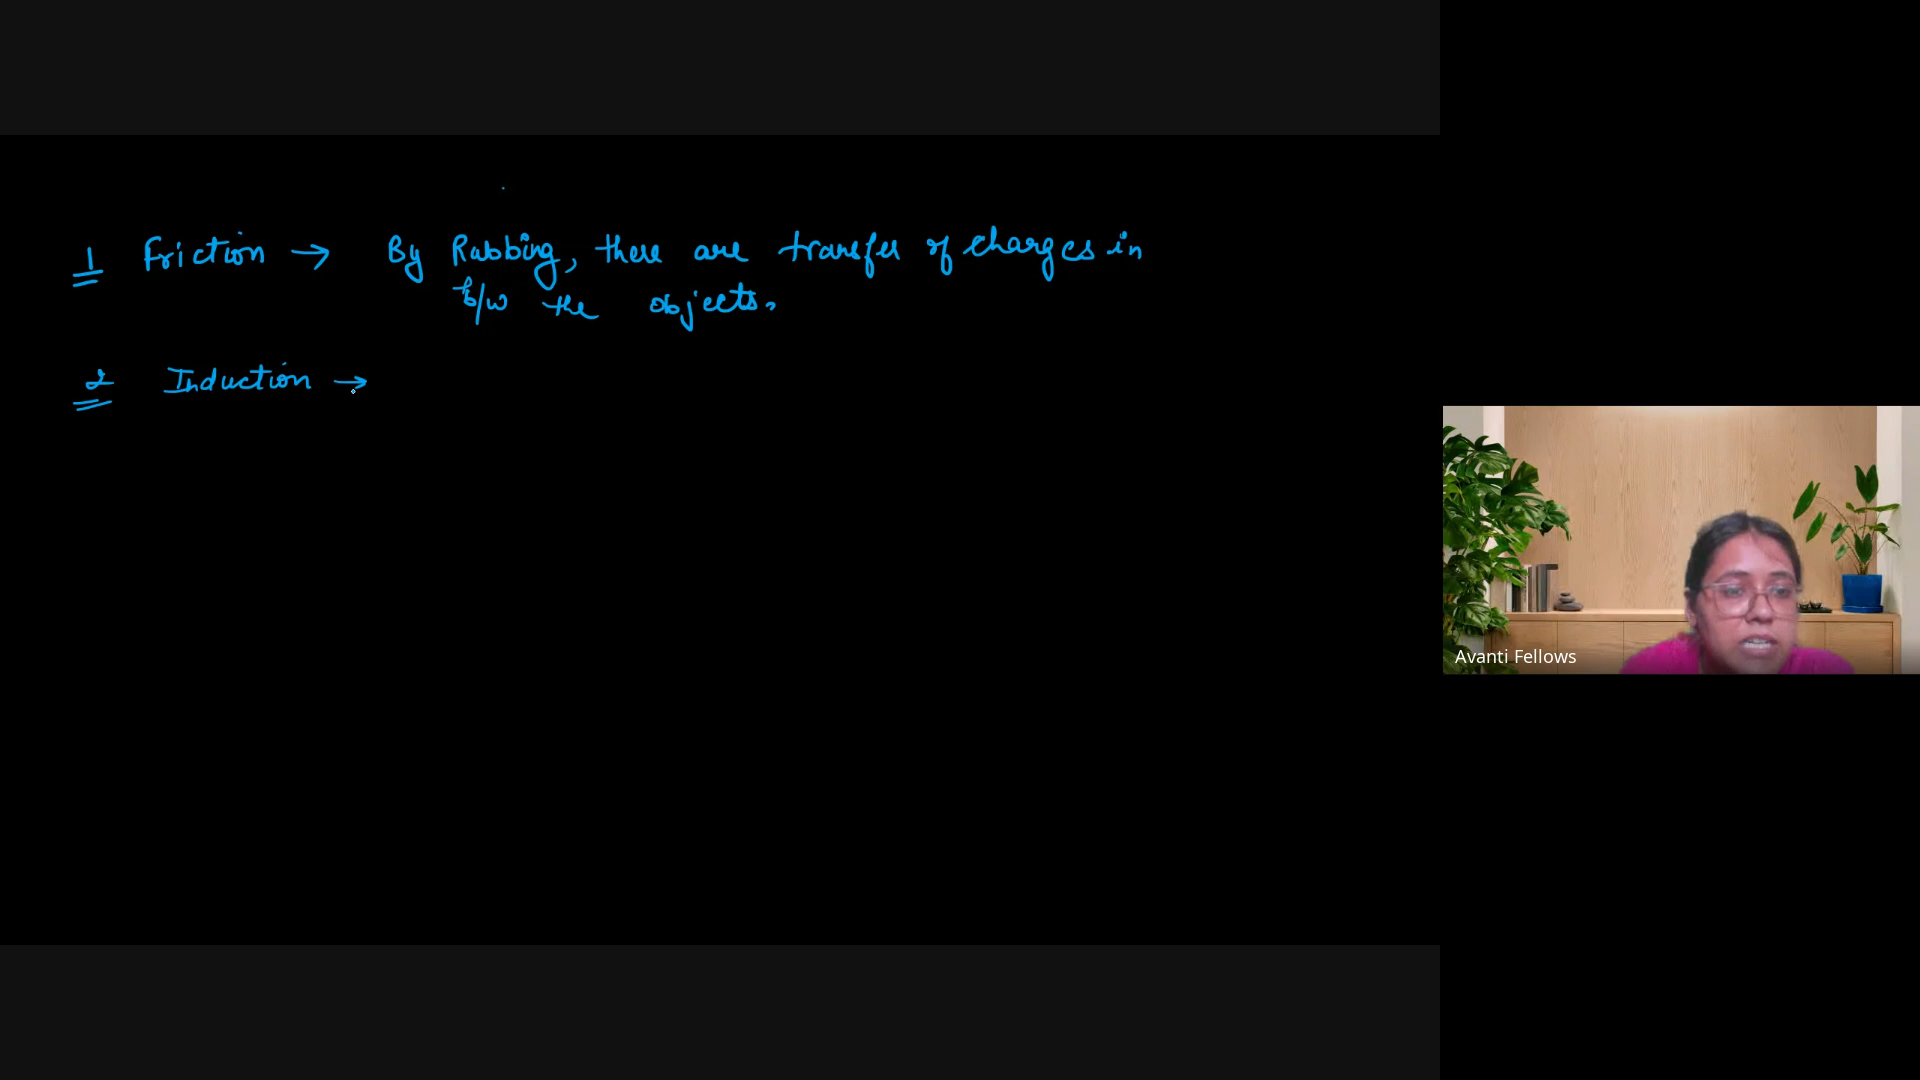 1 Friction → By Rubbing, there are transfer of charges in
b/w the objects.
2 Induction →
Avanti Fellows